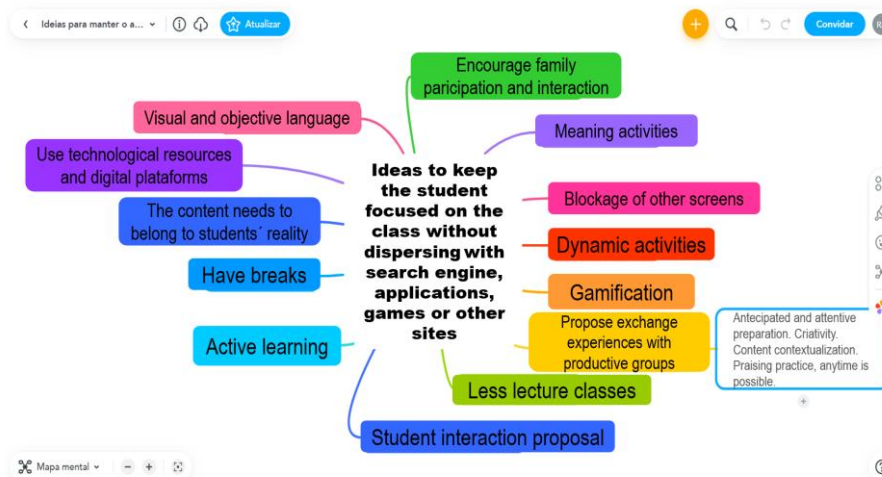 Ideias para manter o a...
Atualizar
Convidar
R
Encourage family
paricipation and interaction
Visual and objective language
Meaning activities
Use technological resources
and digital plataforms
Ideas to keep
the student
focused on the
class without
dispersing with
search engine,
applications,
games or other
sites
Blockage of other screens
The content needs to
belong to students´ reality
Dynamic activities
Have breaks
Gamification
Propose exchange
experiences with
productive groups
Antecipated and attentive
preparation. Criativity.
Content contextualization.
Praising practice, anytime is
possible.
Active learning
Less lecture classes
Student interaction proposal
Mapa mental